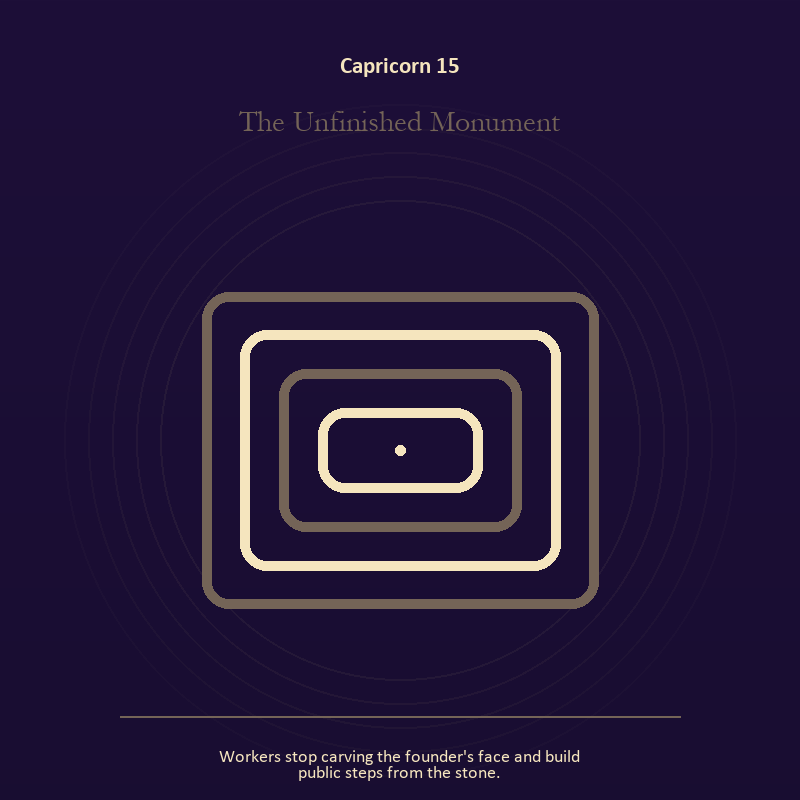 Capricorn 15
The Unfinished Monument
Workers stop carving the founder's face and build
public steps from the stone.